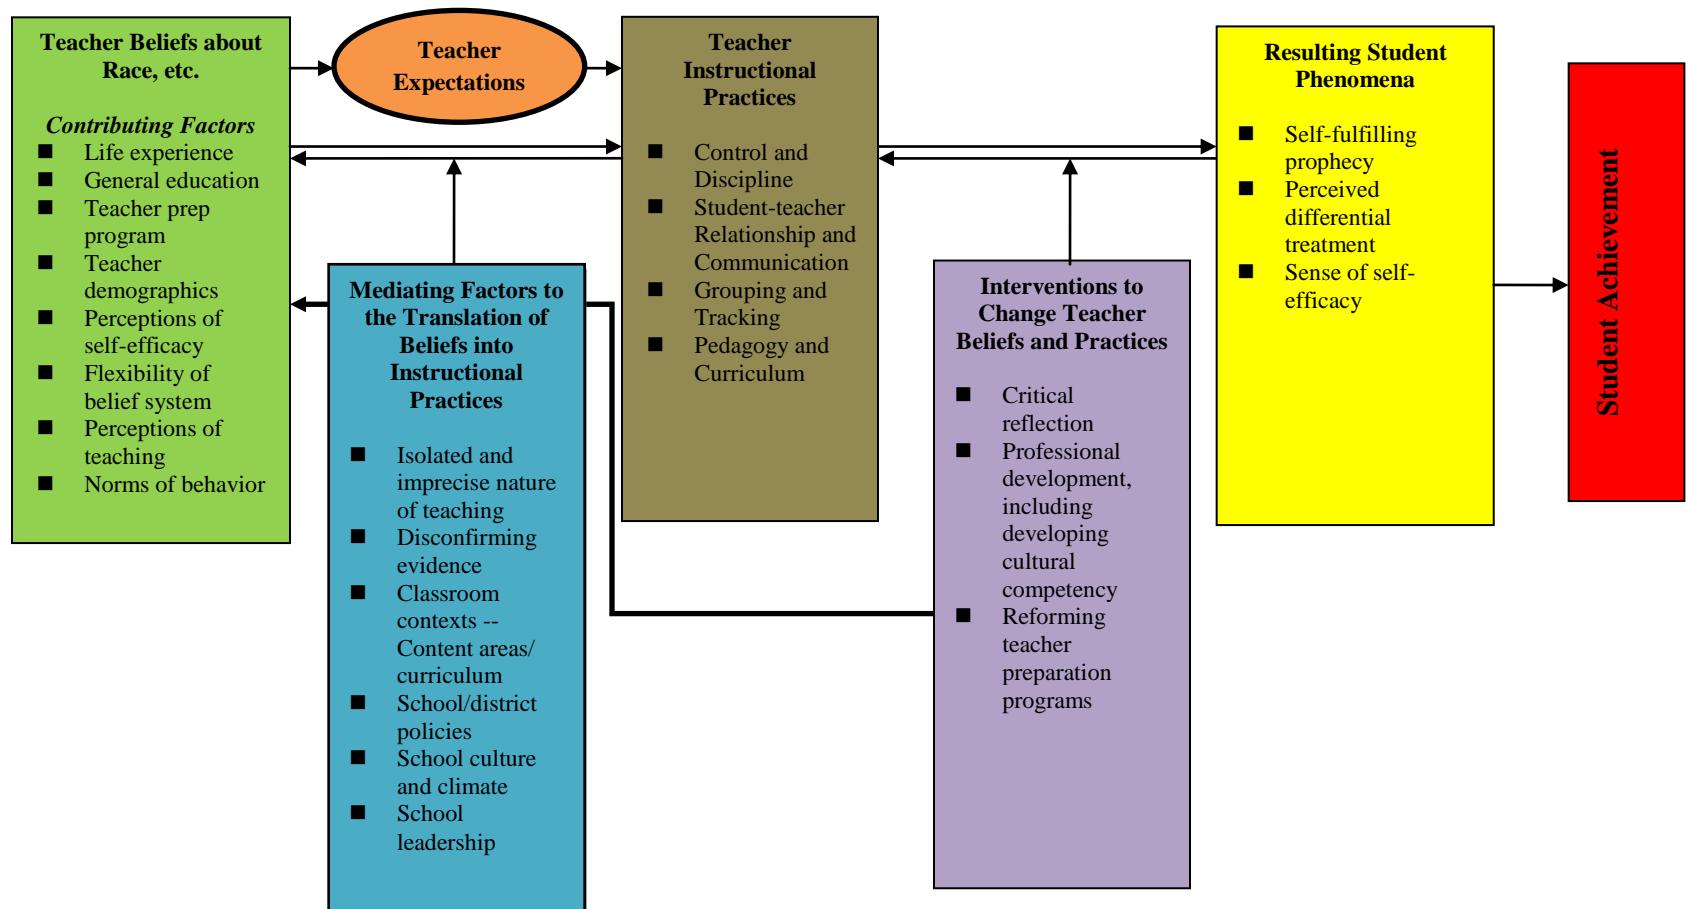 Teacher Beliefs about
Race, etc.
Contributing Factors
■ Life experience
■ General education
■ Teacher prep
program
■ Teacher
demographics
■ Perceptions of
self-efficacy
■ Flexibility of
belief system
■ Perceptions of
teaching
■ Norms of behavior
Teacher
Expectations
Teacher
Instructional
Practices
■ Control and
Discipline
■ Student-teacher
Relationship and
Communication
■ Grouping and
Tracking
■ Pedagogy and
Curriculum
Mediating Factors to
the Translation of
Beliefs into
Instructional
Practices
■ Isolated and
imprecise nature
of teaching
■ Disconfirming
evidence
■ Classroom
contexts --
Content areas/
curriculum
■ School/district
policies
■ School culture
and climate
■ School
leadership
Interventions to
Change Teacher
Beliefs and Practices
■ Critical
reflection
■ Professional
development,
including
developing
cultural
competency
■ Reforming
teacher
preparation
programs
Resulting Student
Phenomena
■ Self-fulfilling
prophecy
■ Perceived
differential
treatment
■ Sense of self-
efficacy
Student Achievement